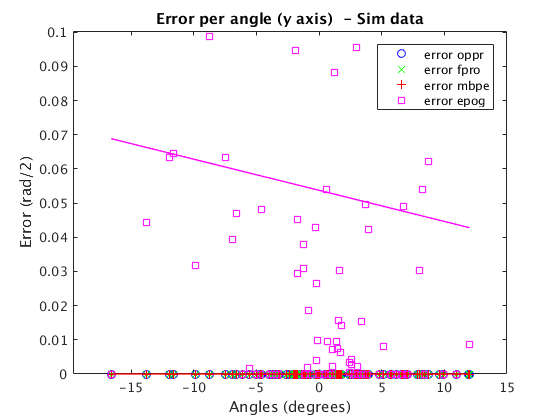 Error per angle (y axis)  - Sim data
error oppr
error fpro
error mbpe
error epog
Error (rad/2)
0.1
0.09
0.08
0.07
0.06
0.05
0.04
0.03
0.02
0.01
0
-15 -10 -5 0 5 10 15
Angles (degrees)